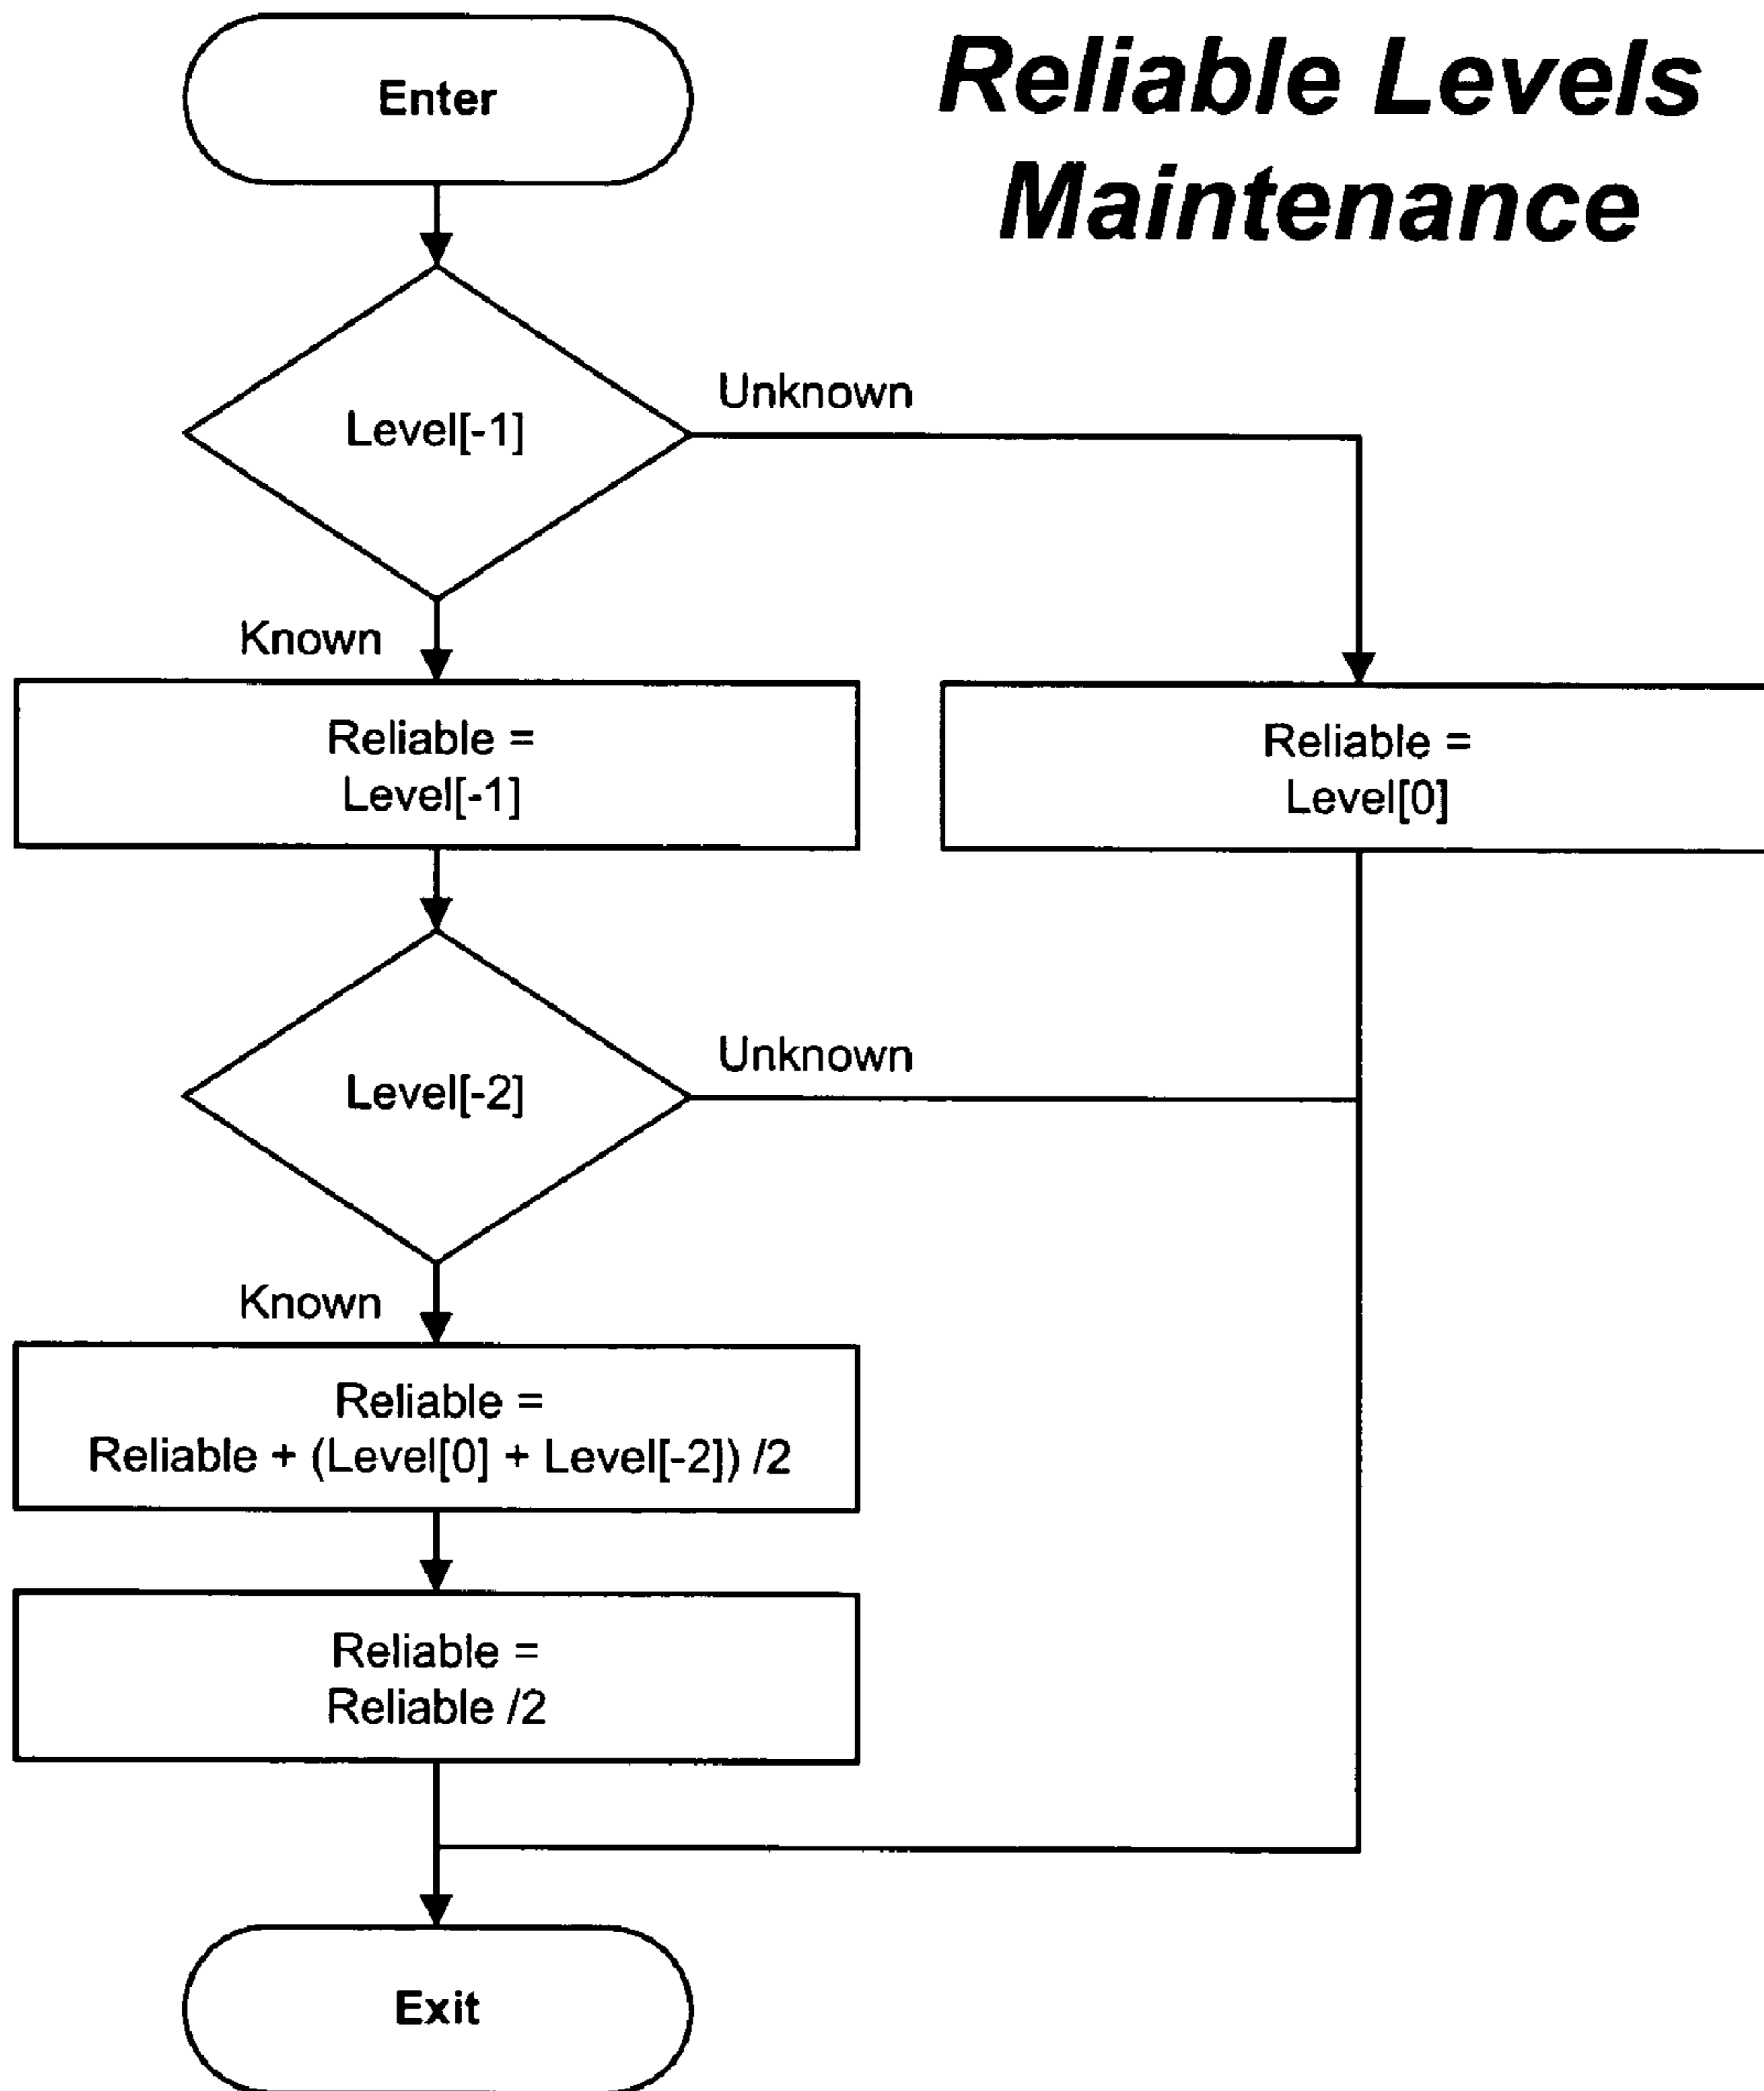 Reliable Levels
Maintenance
Enter
Level[-1]
Unknown
Known
Reliable =
Level[-1]
Reliable =
Level[0]
Level[-2]
Unknown
Known
Reliable =
Reliable + (Level[0] + Level[-2]) /2
Reliable =
Reliable /2
Exit